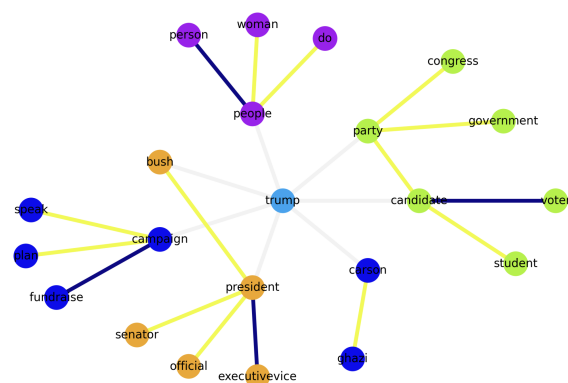 woman
person
do
congress
people
government
party
bush
trump
candidate
voter
speak
campaign
plan
student
carson
president
fundraise
senator
ghazi
official
executivevice